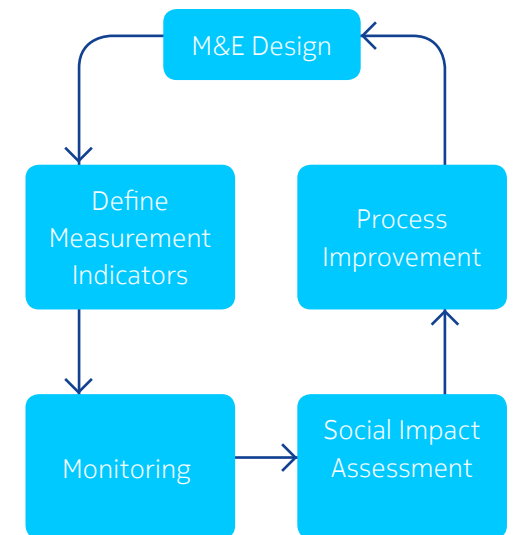 M&E Design
Define
Measurement
Indicators
Process
Improvement
Monitoring
Social Impact
Assessment